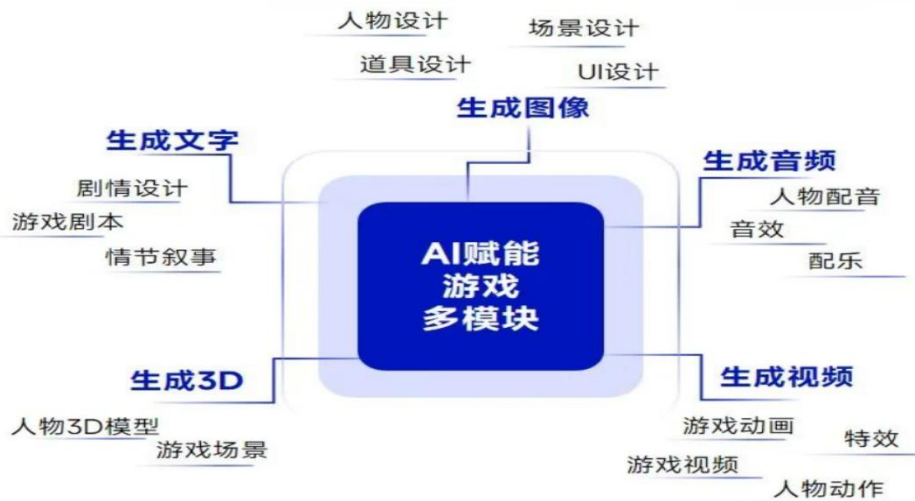 人物设计
场景设计
道具设计
UI设计
生成图像
生成文字
剧情设计
游戏剧本
情节叙事
生成音频
人物配音
音效
配乐
AI赋能
游戏
多模块
生成3D
人物3D模型
游戏场景
生成视频
游戏动画
特效
游戏视频
人物动作